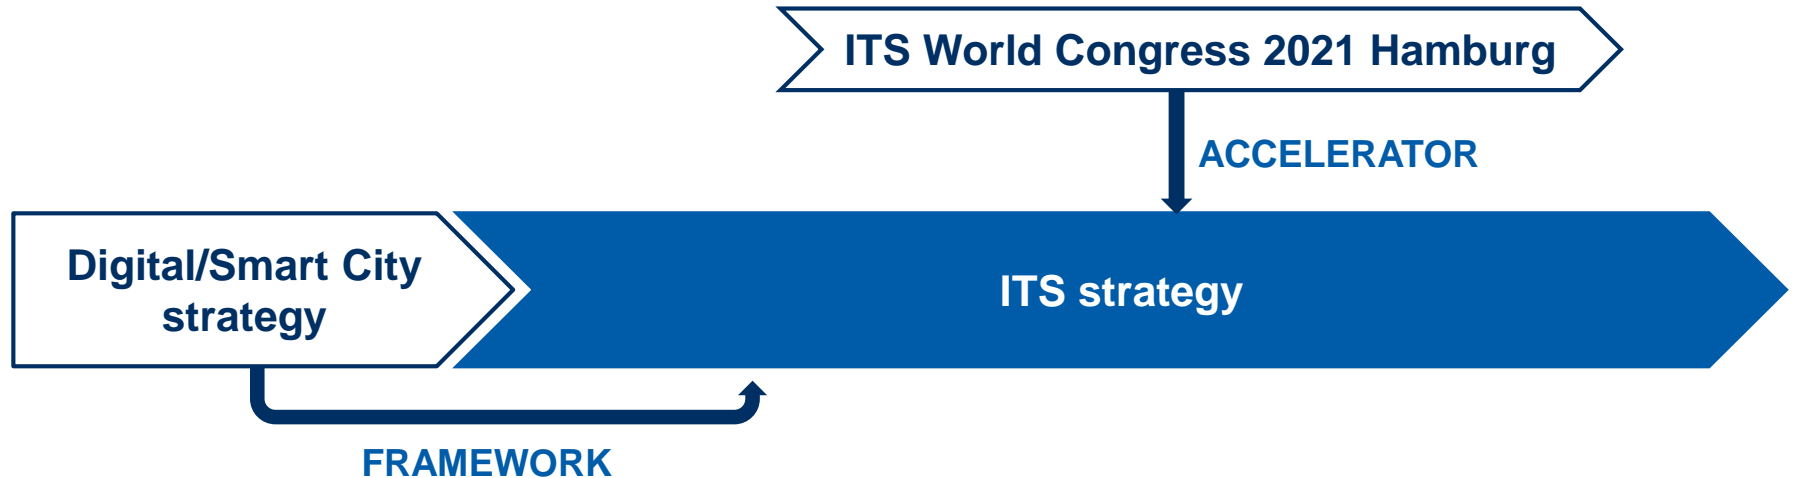 ITS World Congress 2021 Hamburg
ACCELERATOR
Digital/Smart City
strategy
ITS strategy
FRAMEWORK